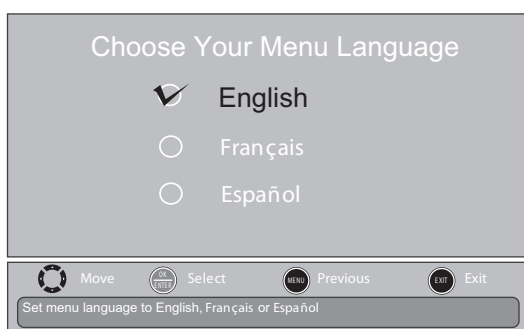 Choose Your Menu Language
English
Français
Español
Move OK ENTER Select MENU Previous EXIT Exit
Set menu language to English, Français or Español